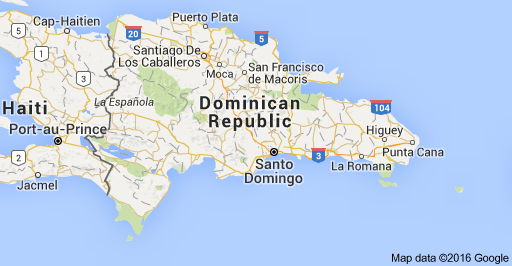 Cap-Haitien
Puerto Plata
5
20
5
1
Santiago De
Los Caballeros
San Francisco
de Macoris
Moca
3
La Española
Dominican
Republic
104
Haiti
Port-au-Prince
Higuey
Punta Cana
2
Santo
Domingo
3
La Romana
Jacmel
Map data ©2016 Google